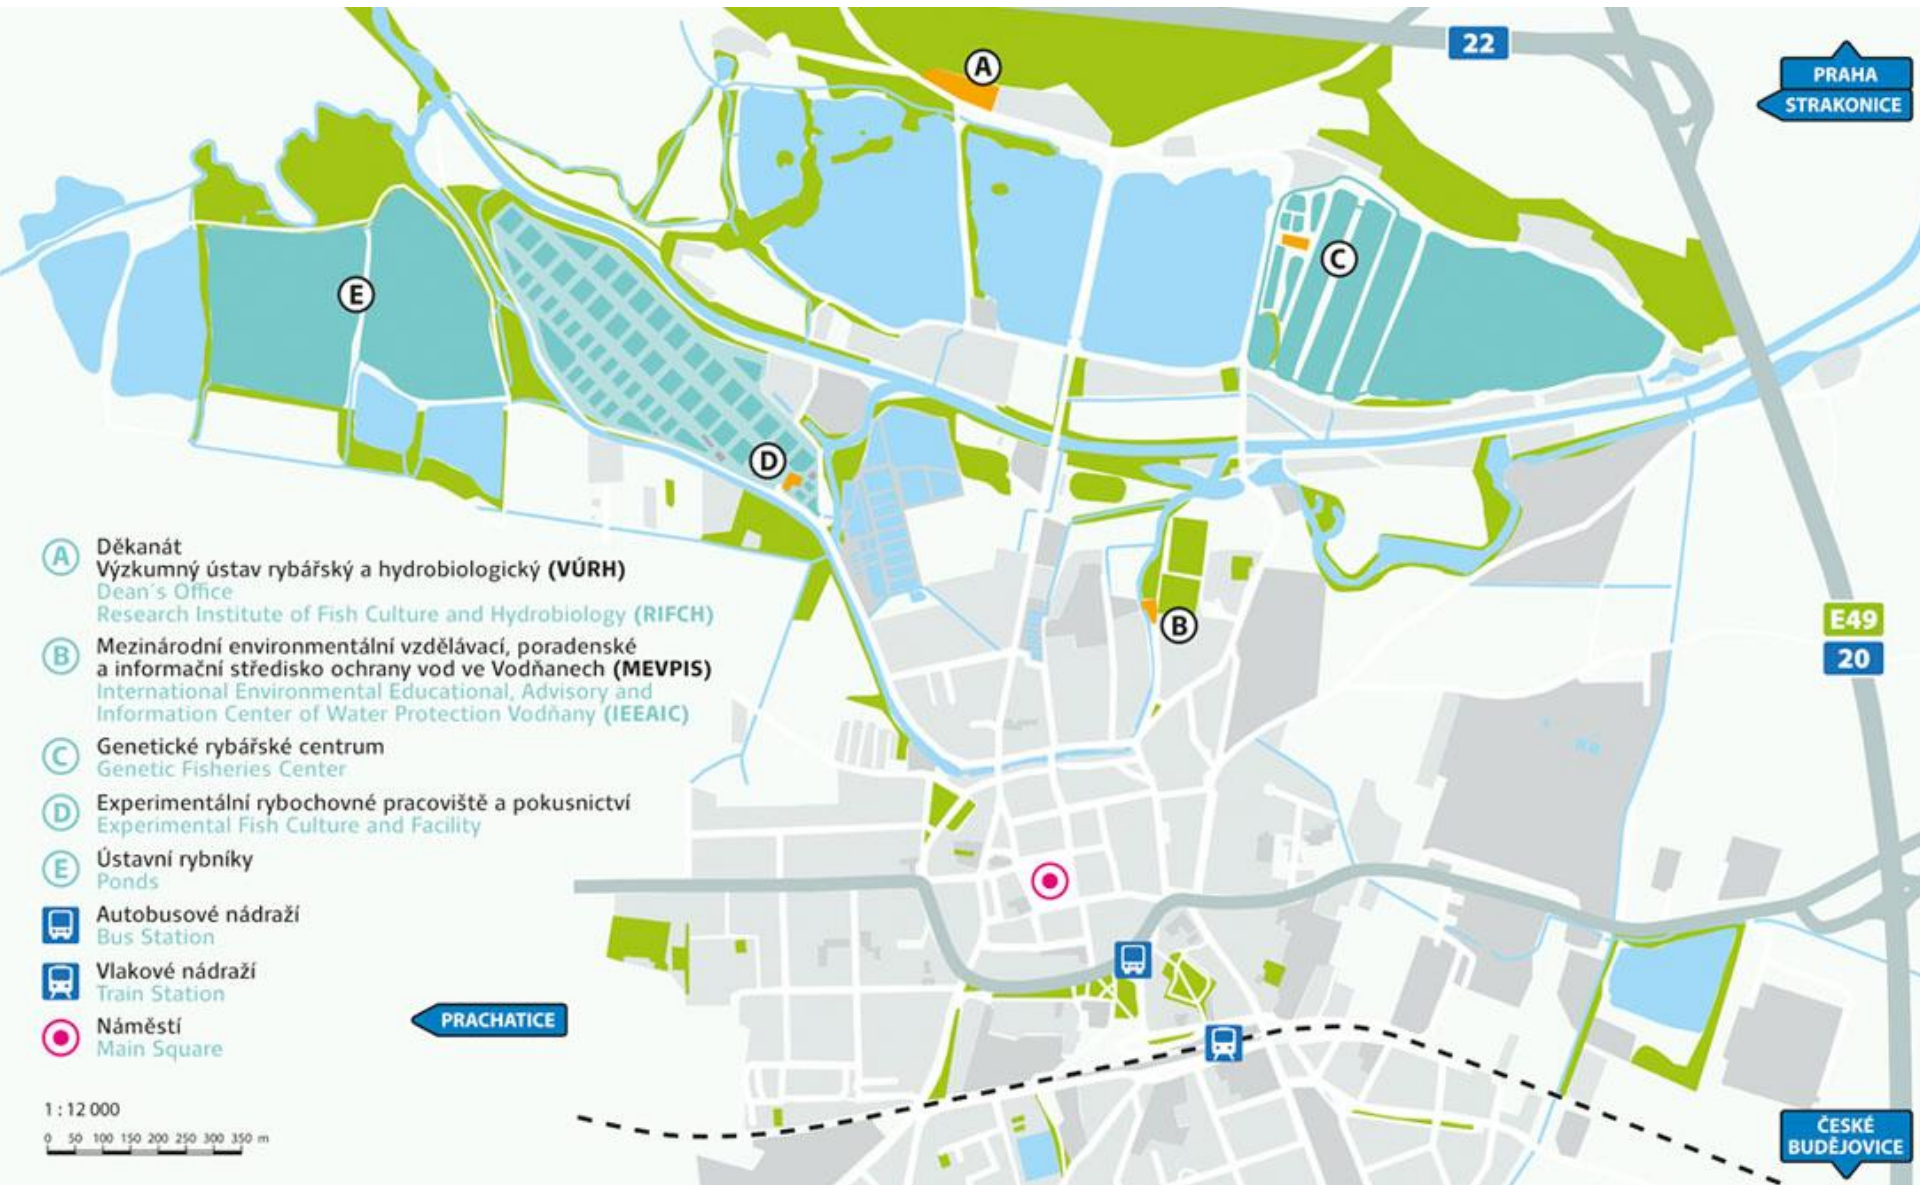 22
PRAHA
STRAKONICE
A
C
E
D
B
E49
20
A
Děkanát
Výzkumný ústav rybářský a hydrobiologický (VÚRH)
Dean´s Office
Research Institute of Fish Culture and Hydrobiology (RIFCH)
B
Mezinárodní environmentální vzdělávací, poradenské
a informační středisko ochrany vod ve Vodňanech (MEVPIS)
International Environmental Educational, Advisory and
Information Center of Water Protection Vodňany (IEEAIC)
C
Genetické rybářské centrum
Genetic Fisheries Center
D
Experimentální rybochovné pracoviště a pokusnictví
Experimental Fish Culture and Facility
E
Ústavní rybníky
Ponds
Autobusové nádraží
Bus Station
Vlakové nádraží
Train Station
Náměstí
Main Square
PRACHATICE
1 : 12 000
0 50 100 150 200 250 300 350 m
ČESKÉ
BUDĚJOVICE